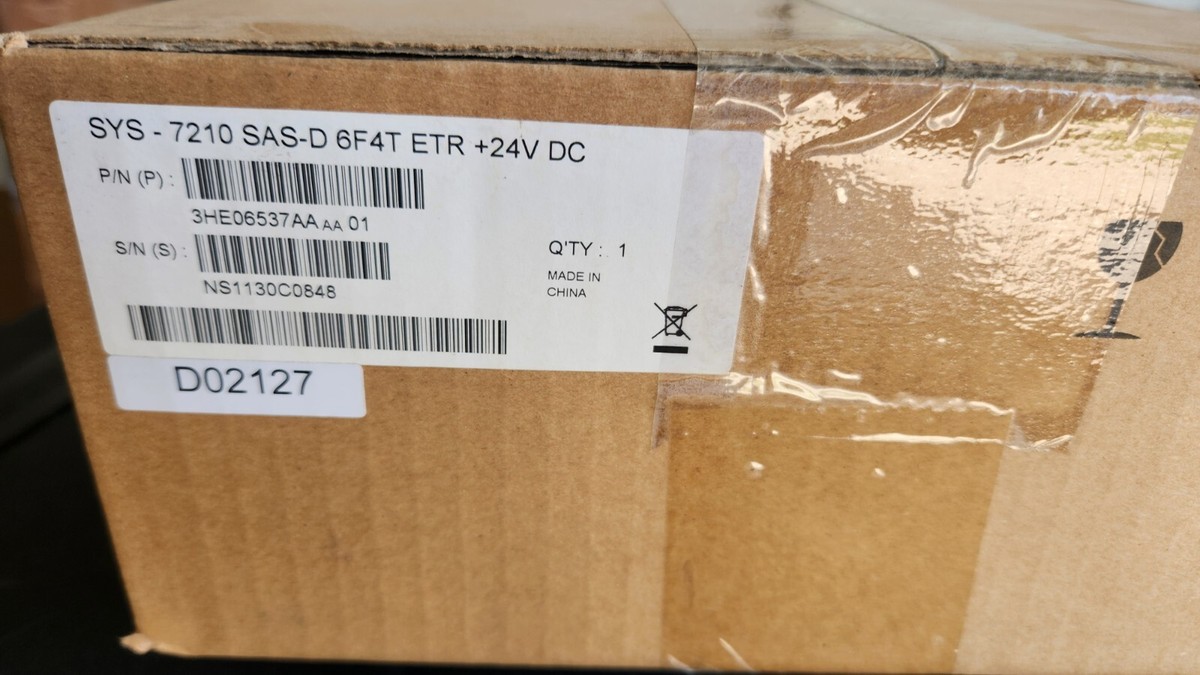 SYS - 7210 SAS-D 6F4T ETR +24V DC
P/N (P) :
3HE06537AA AA 01
S/N (S) :
NS1130C0848
Q'TY : 1
MADE IN
CHINA
D02127